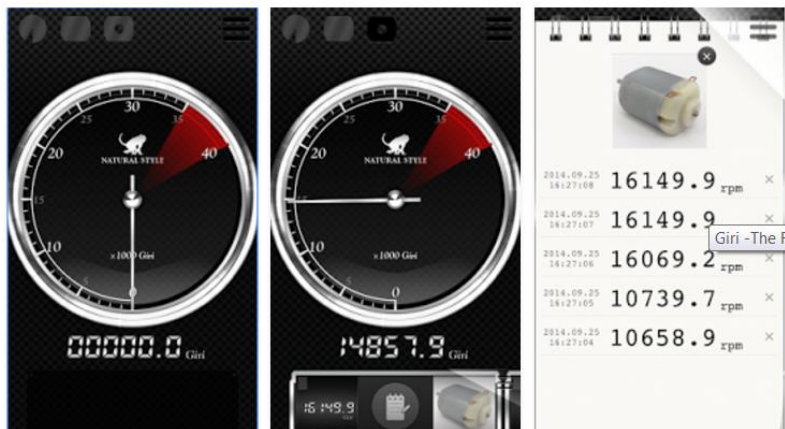 30
25
35
20
40
NATURAL STYLE
15
10
×1000 Giri
5
0
00000.0 Giri
30
25
35
20
40
NATURAL STYLE
15
10
×1000 Giri
5
0
14857.9 Giri
16149.9
2014.09.25
16:27:08
16149.9 rpm ×
2014.09.25
16:27:07
16149.9 ×
Giri -The
2014.09.25
16:27:06
16069.2 rpm ×
2014.09.25
16:27:05
10739.7 rpm ×
2014.09.25
16:27:04
10658.9 rpm ×